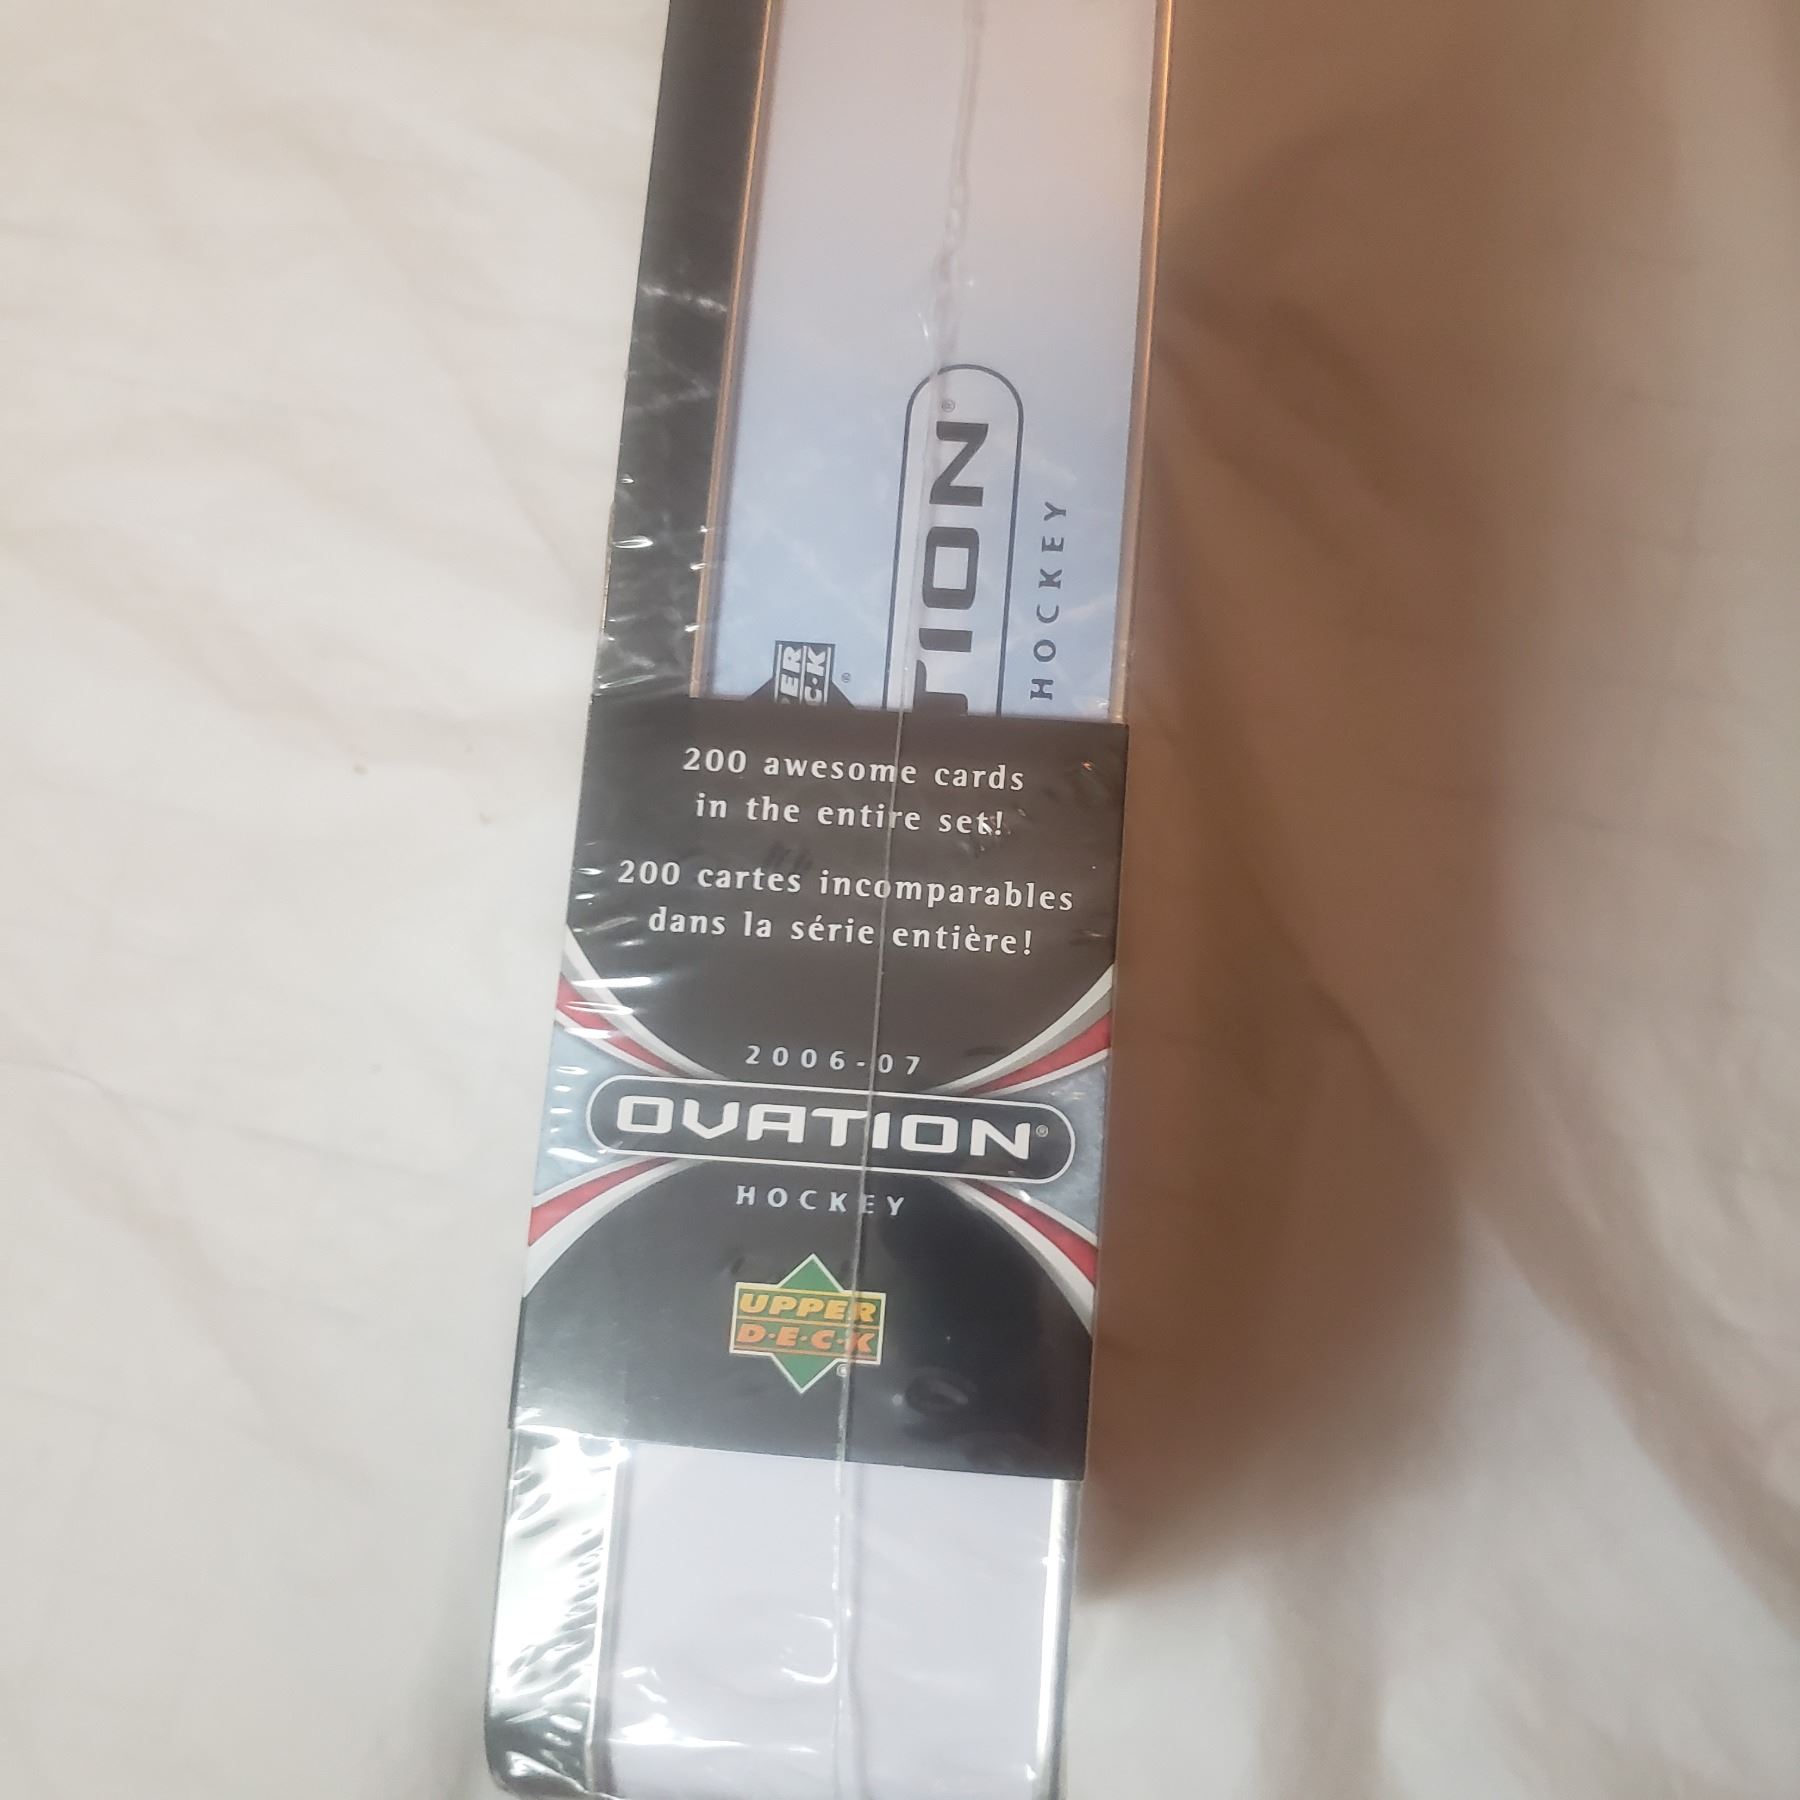 TION®
HOCKEY
200 awesome cards
in the entire set!
200 cartes incomparables
dans la série entière!
2006-07
OVATION®
HOCKEY
UPPER
D·E·C·K®